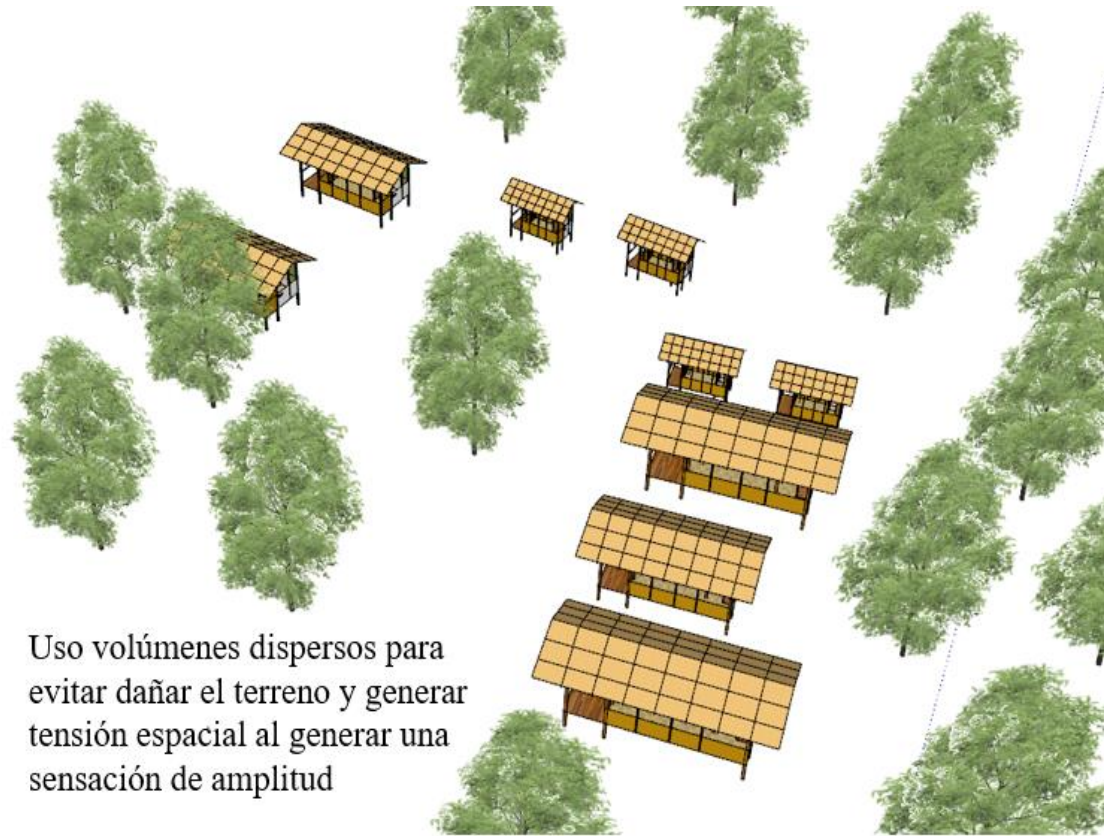 Uso volúmenes dispersos para
evitar dañar el terreno y generar
tensión espacial al generar una
sensación de amplitud